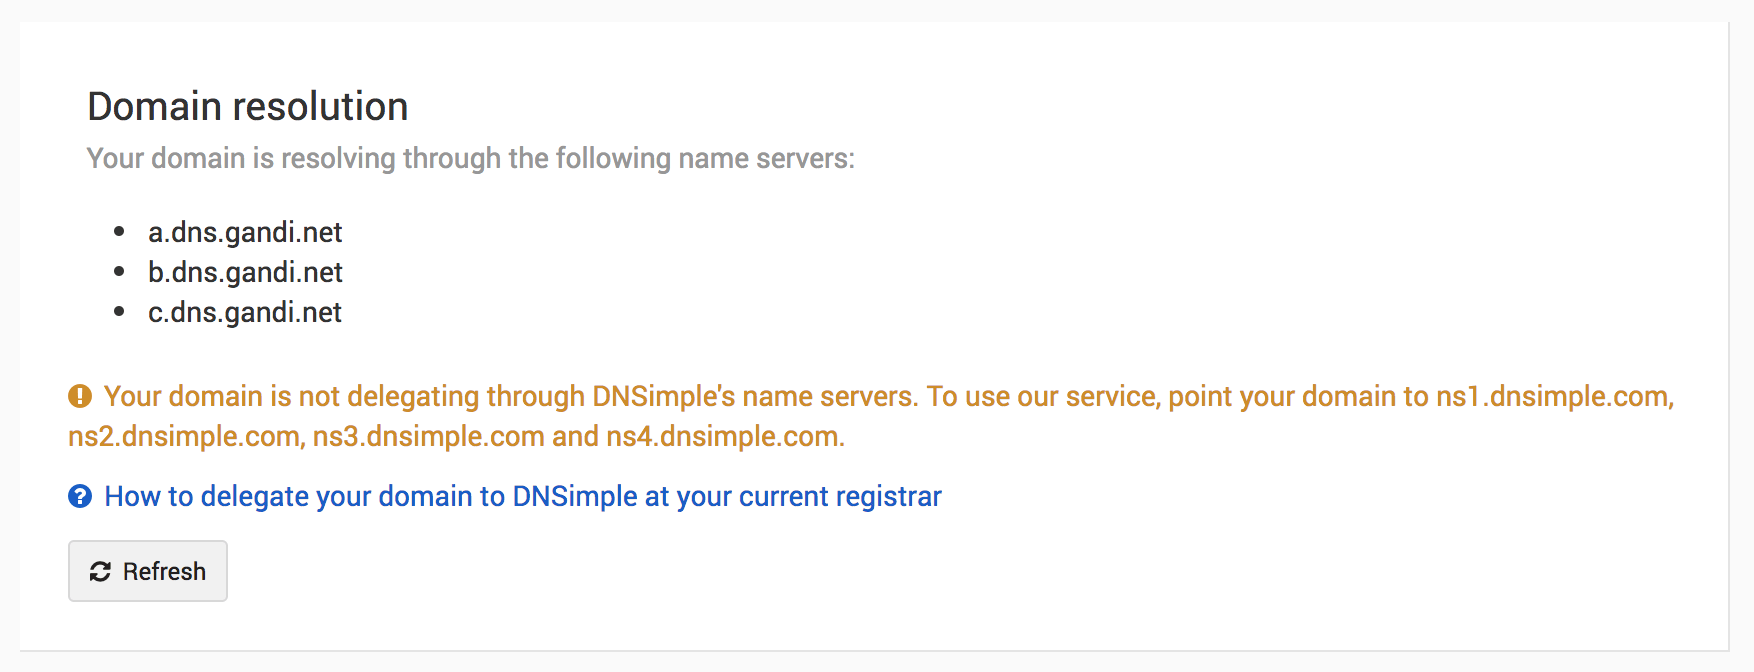 Domain resolution
Your domain is resolving through the following name servers:
• a.dns.gandi.net
• b.dns.gandi.net
• c.dns.gandi.net
Your domain is not delegating through DNSimple's name servers. To use our service, point your domain to ns1.dnsimple.com,
ns2.dnsimple.com, ns3.dnsimple.com and ns4.dnsimple.com.
How to delegate your domain to DNSimple at your current registrar
Refresh